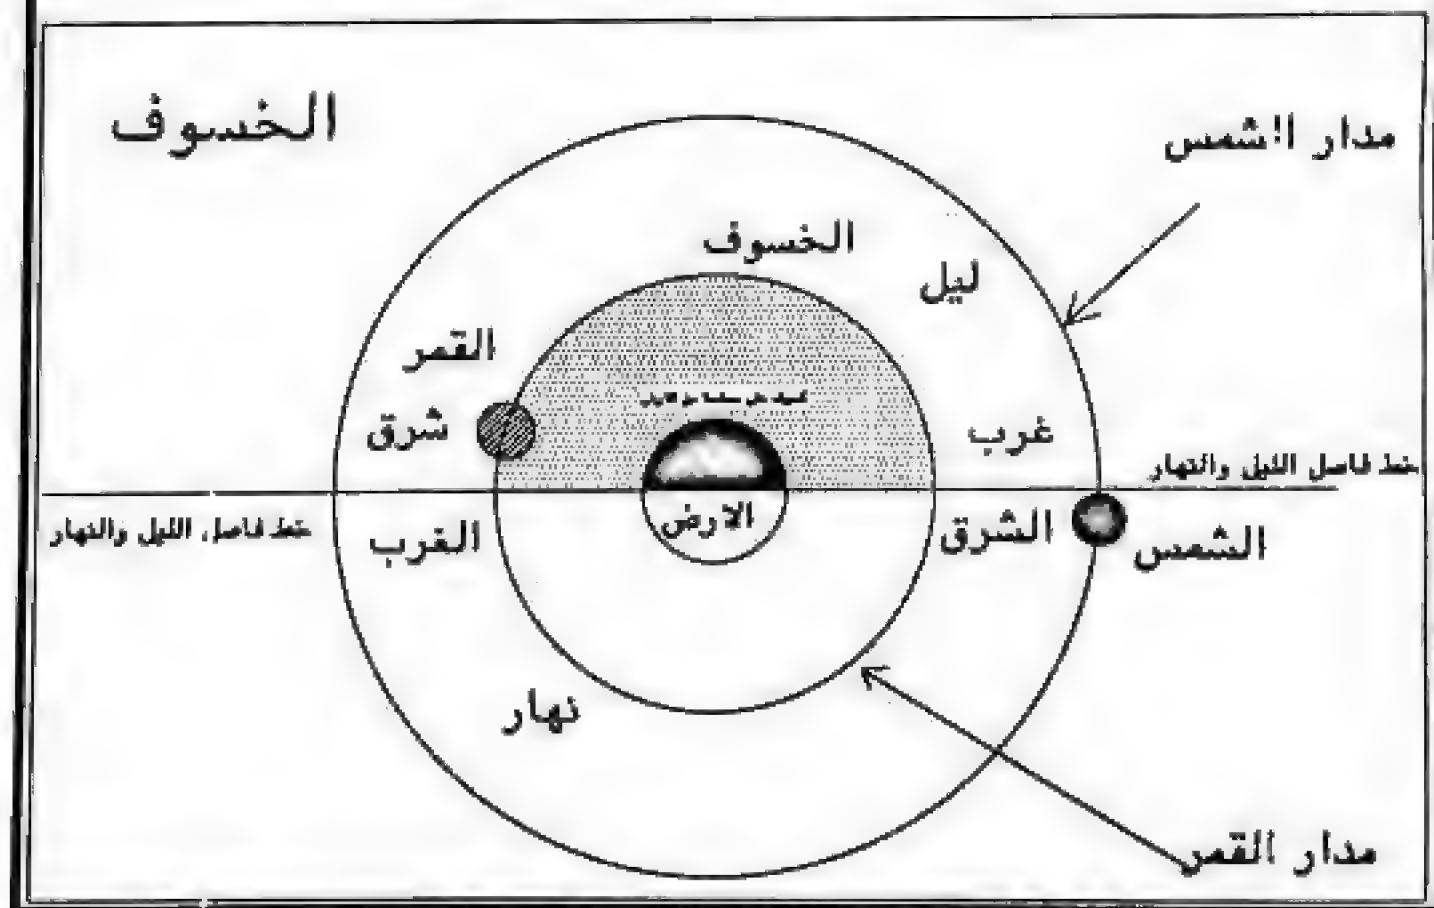 الخسوف
مدار الشمس
الخسوف
ليل
القمر
شرق
غرب
خط فاصل الليل والنهار
خط فاصل الليل والنهار
الغرب
الارض
الشرق
الشمس
نهار
مدار القمر